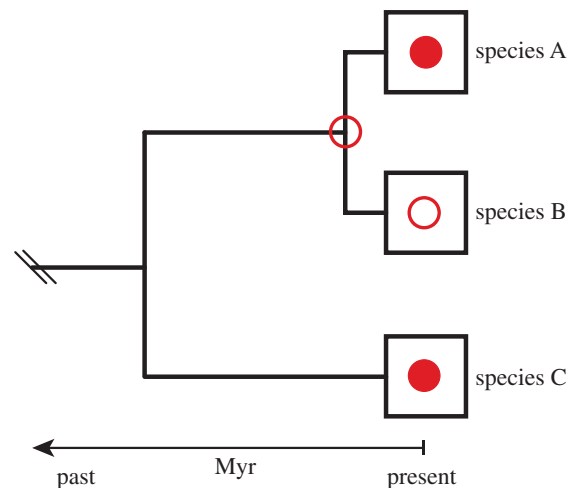 species A
species B
species C
Myr
past
present